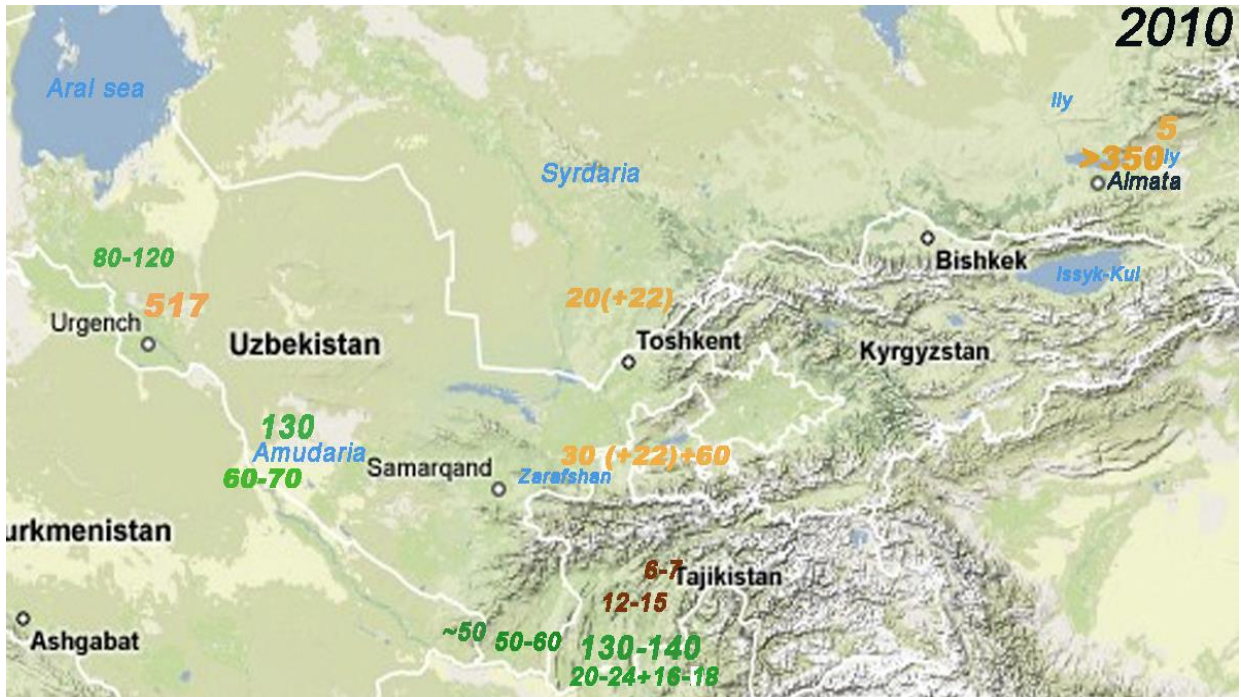 2010
Aral sea
Ily
5
>350
ly
Almata
Syrdaria
80-120
Bishkek
Issyk-Kul
517
20(+22)
Urgench
Uzbekistan
Toshkent
Kyrgyzstan
130
Amudaria
30 (+22)+60
Samarqand
Zarafshan
60-70
urkmenistan
6-7
Tajikistan
12-15
Ashgabat
~50
50-60
130-140
20-24+16-18